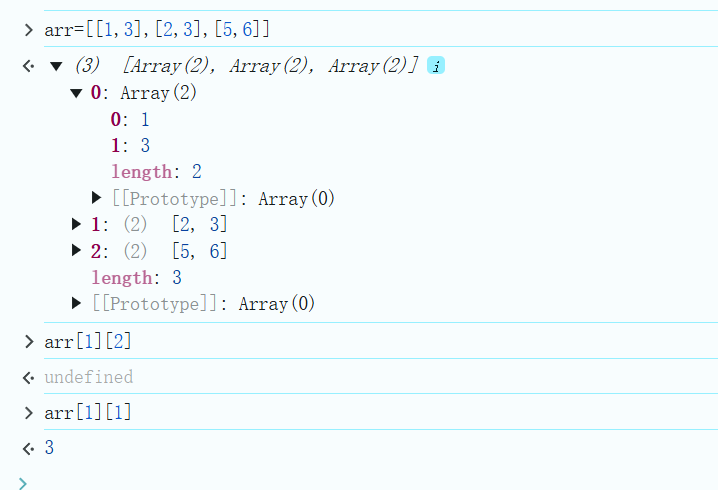 > arr=[[1,3],[2,3],[5,6]]
(3) [Array(2), Array(2), Array(2)] i
0: Array(2)
0: 1
1: 3
length: 2
[[Prototype]]: Array(0)
1: (2) [2, 3]
2: (2) [5, 6]
length: 3
[[Prototype]]: Array(0)
> arr[1][2]
undefined
> arr[1][1]
3
>